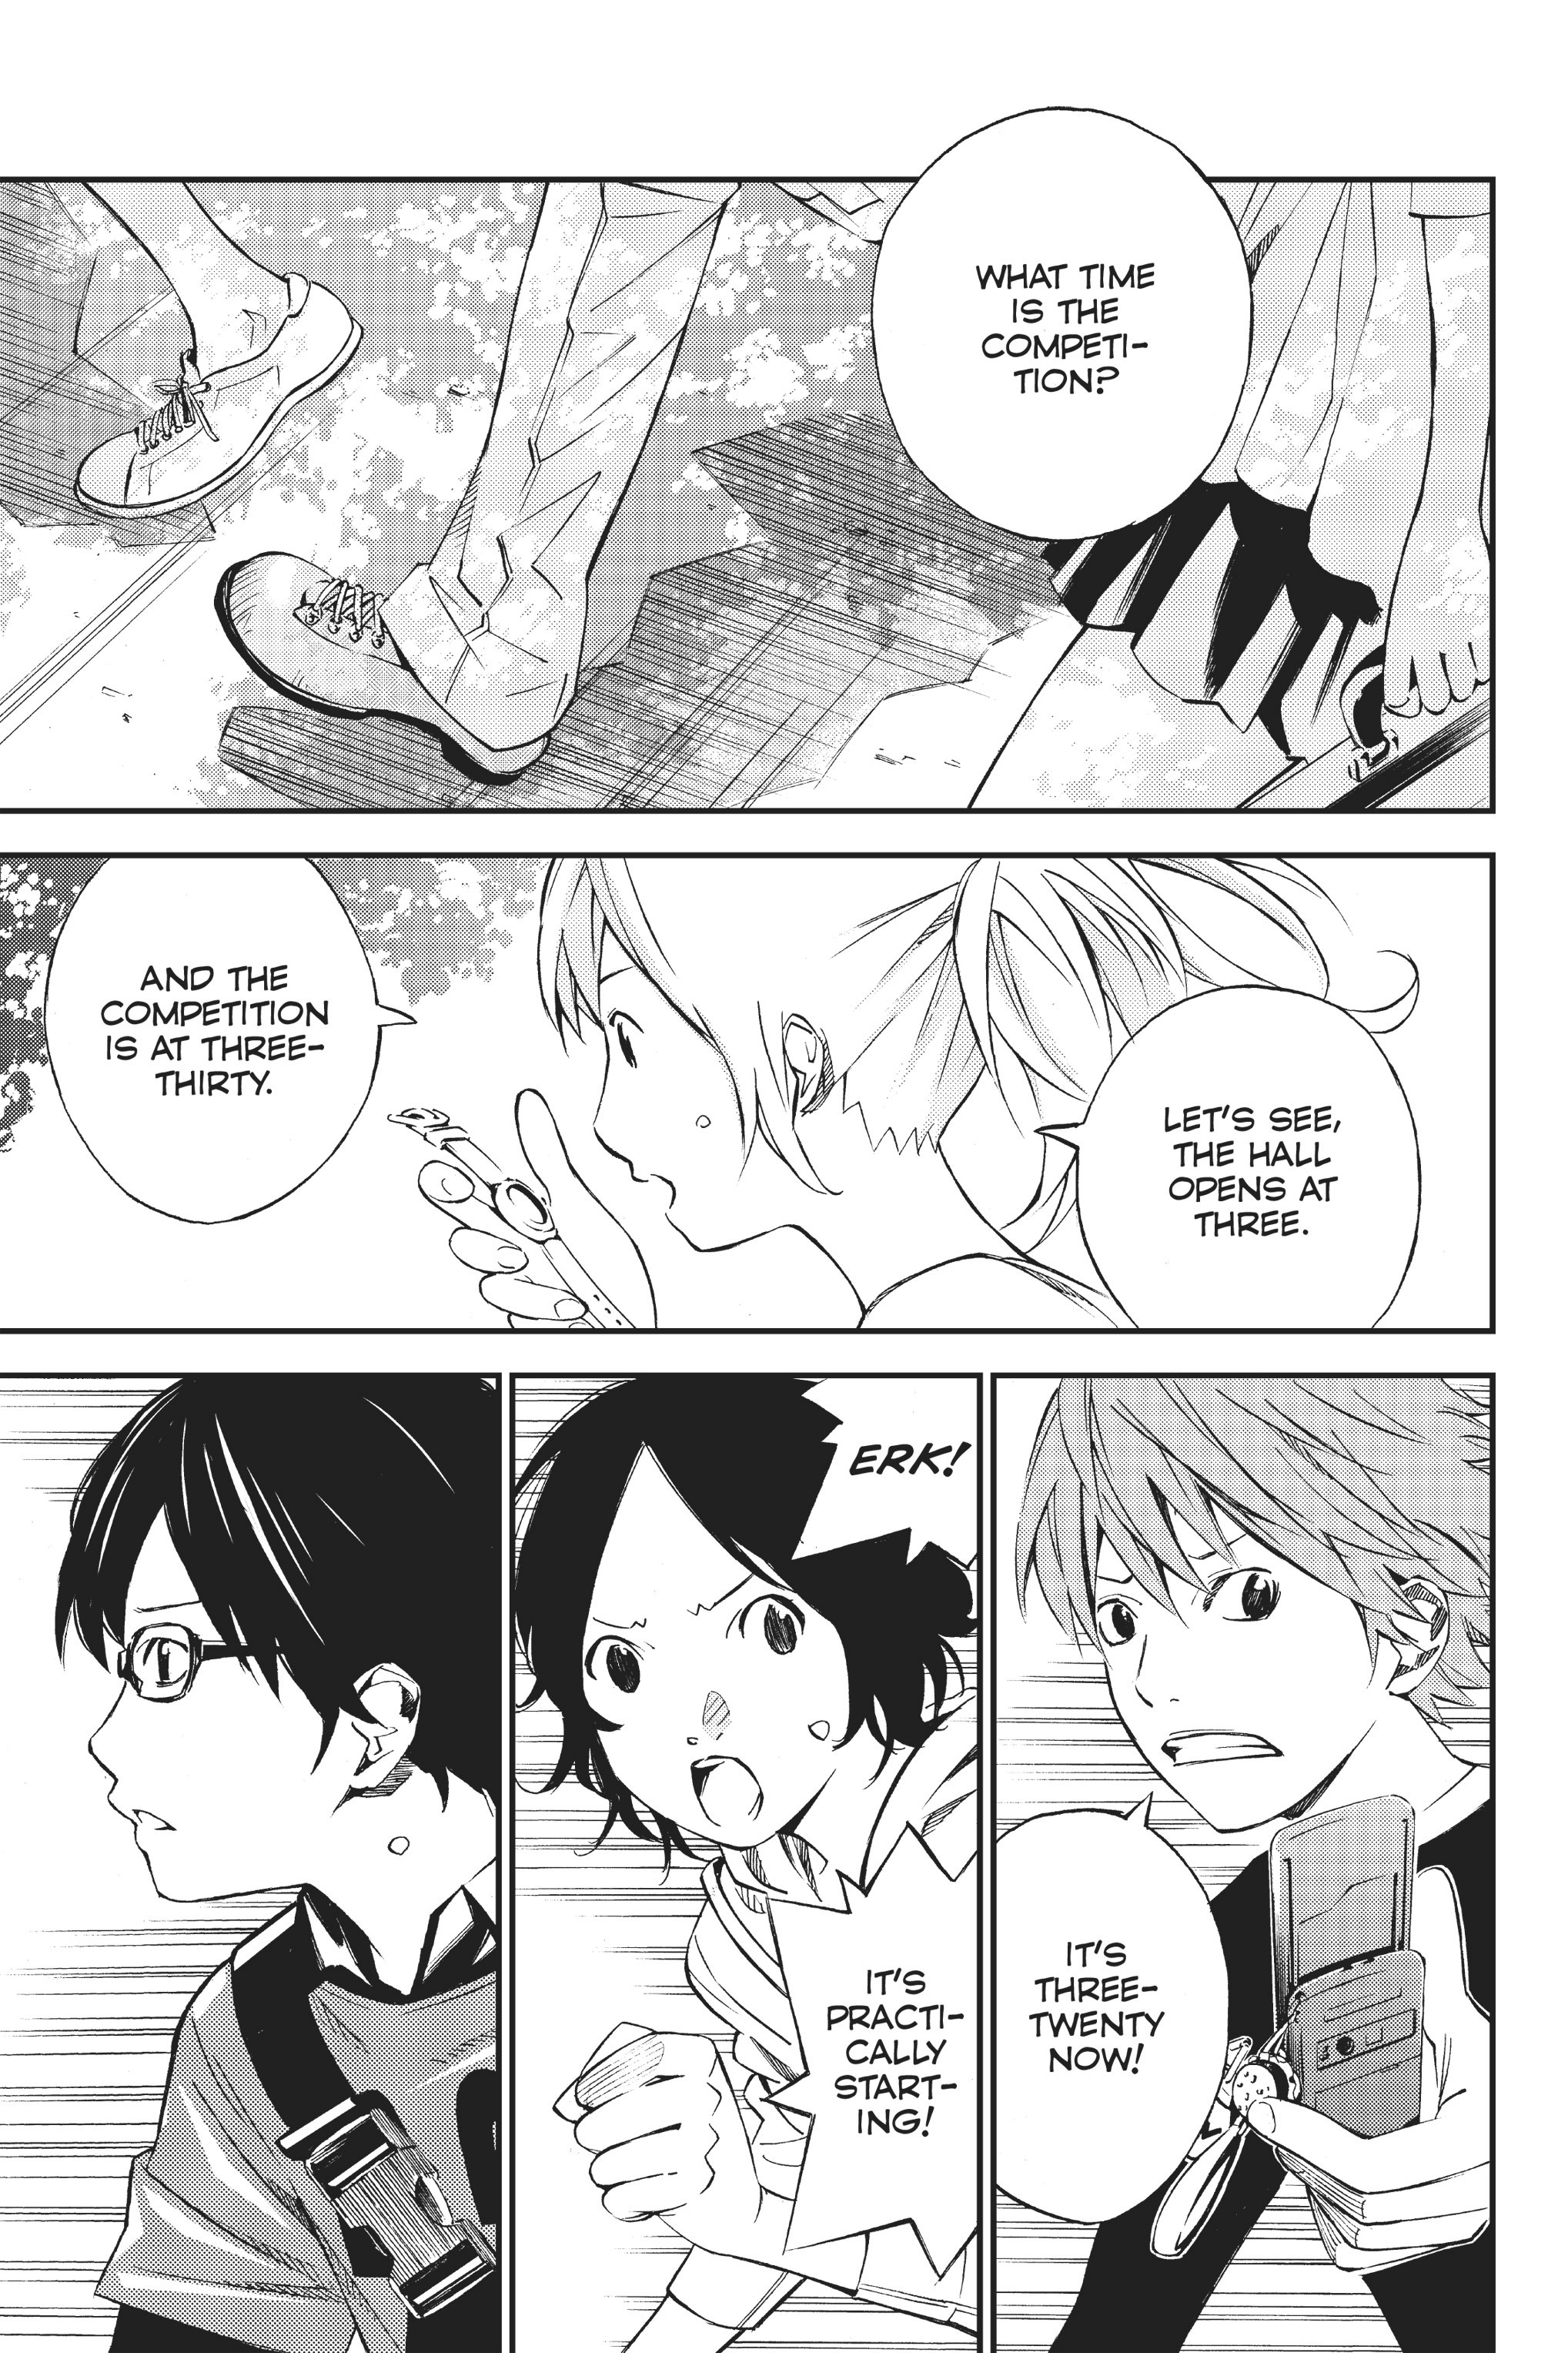 WHAT TIME
IS THE
COMPETI-
TION?
LET'S SEE,
THE HALL
OPENS AT
THREE.
AND THE
COMPETITION
IS AT THREE-
THIRTY.
IT'S
THREE-
TWENTY
NOW!
ERK!
IT'S
PRACTI-
CALLY
START-
ING!